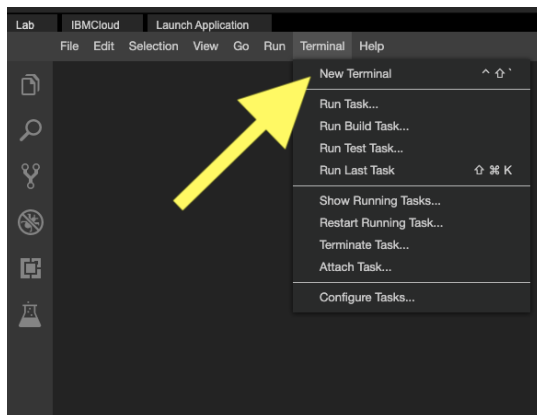 Lab IBMCloud Launch Application
File Edit Selection View Go Run Terminal Help
New Terminal ^⇧`
Run Task...
Run Build Task...
Run Test Task...
Run Last Task ⇧⌘K
Show Running Tasks...
Restart Running Task...
Terminate Task...
Attach Task...
Configure Tasks...